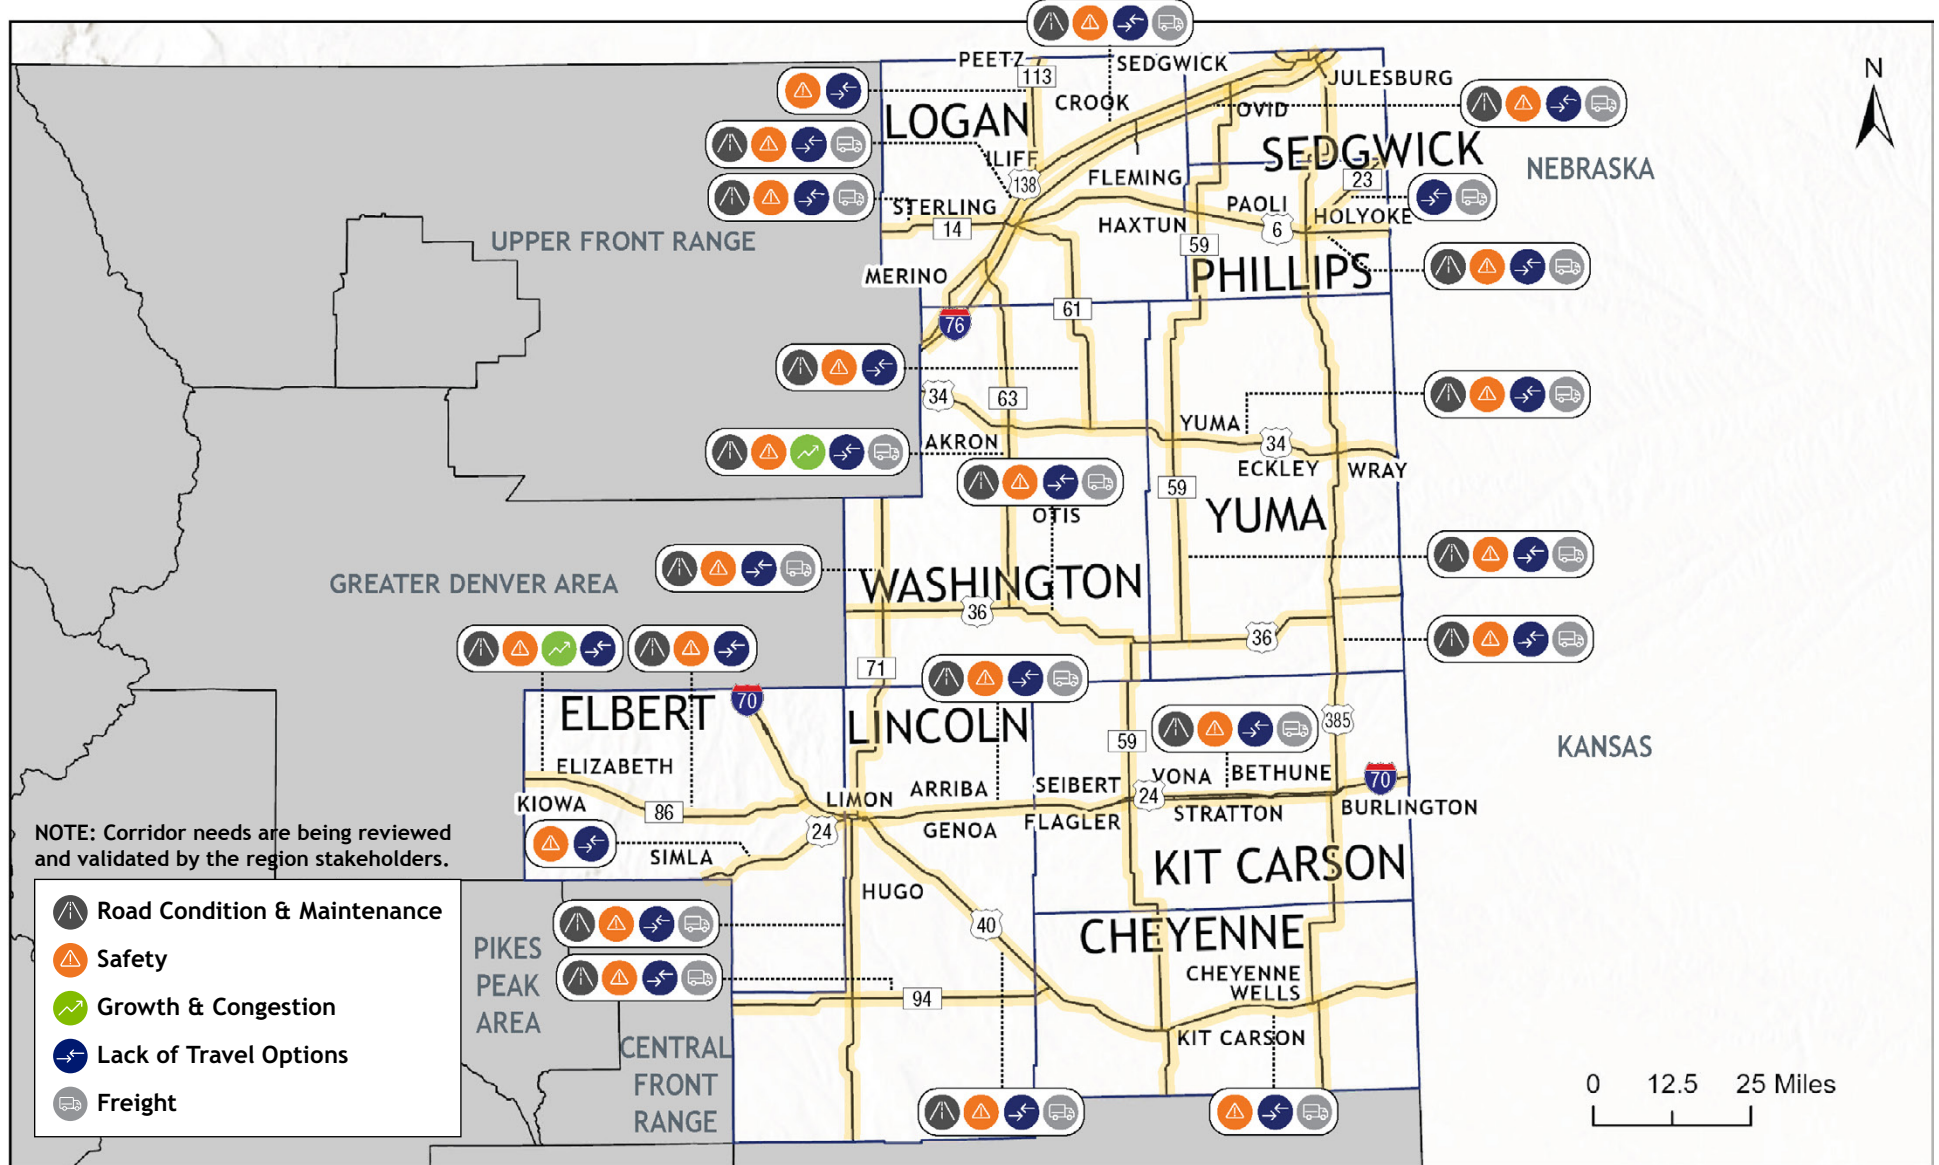 PEETZ
113
SEDGWICK
N
JULESBURG
CROOK
OVID
LOGAN
SEDGWICK
ILIFF
138
FLEMING
23
NEBRASKA
STERLING
14
PAOLI
HOLYOKE
HAXTUN
6
59
UPPER FRONT RANGE
MERINO
PHILLIPS
61
76
34
63
YUMA
AKRON
34
ECKLEY
WRAY
59
OTIS
YUMA
GREATER DENVER AREA
WASHINGTON
36
36
71
70
ELBERT
LINCOLN
385
59
KANSAS
ELIZABETH
VONA
BETHUNE
70
ARRIBA
SEIBERT
KIOWA
86
LIMON
24
STRATTON
BURLINGTON
GENOA
FLAGLER
24
SIMLA
NOTE: Corridor needs are being reviewed
and validated by the region stakeholders.
KIT CARSON
HUGO
40
CHEYENNE
CHEYENNE
WELLS
94
KIT CARSON
PIKES
PEAK
AREA
CENTRAL
FRONT
RANGE
Road Condition & Maintenance
Safety
Growth & Congestion
Lack of Travel Options
Freight
0 12.5 25 Miles